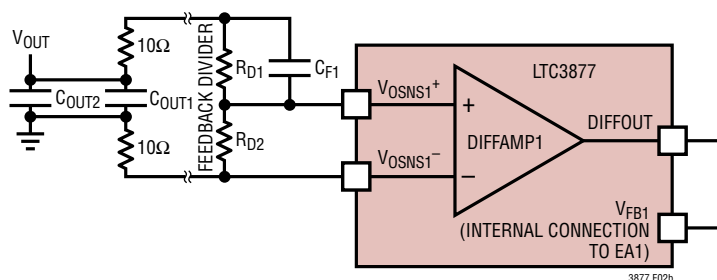 VOUT
COUT2
COUT1
10Ω
10Ω
FEEDBACK DIVIDER
RD1
RD2
CF1
LTC3877
VOSNS1+
+
DIFFAMP1
VOSNS1–
–
DIFFOUT
VFB1
(INTERNAL CONNECTION
TO EA1)
3877 F02b